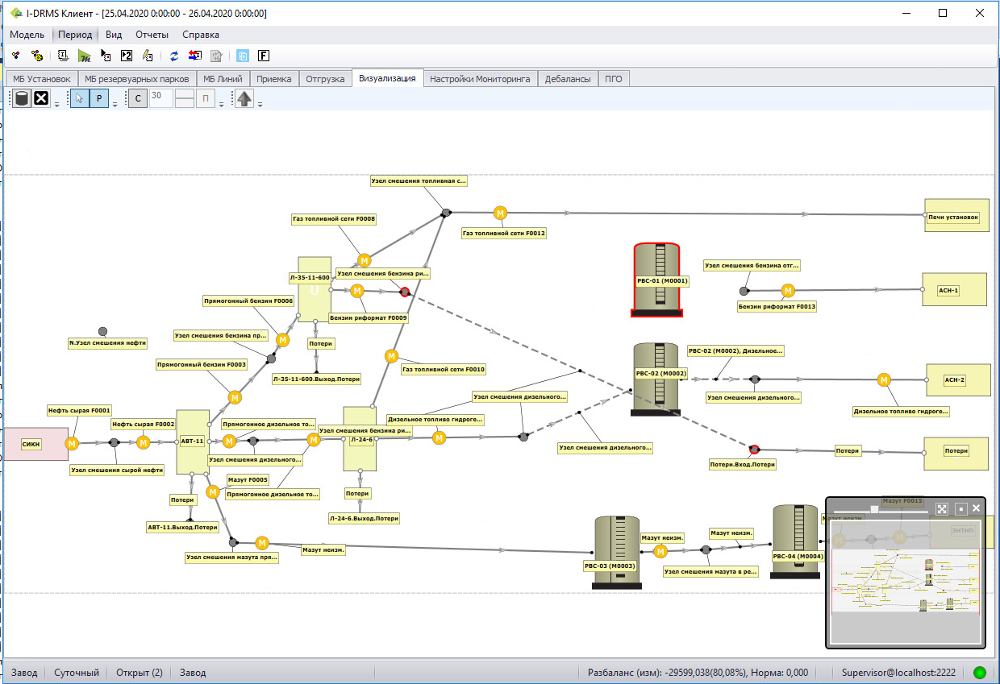 I-DRMS Клиент - [25.04.2020 0:00:00 - 26.04.2020 0:00:00]
Модель Период Вид Отчеты Справка
МБ Установок МБ резервуарных парков МБ Линий Приемка Отгрузка Визуализация Настройки Мониторинга Дебалансы ПГО
P C 30 П
Узел смешения топливная с...
Газ топливной сети F0008
Печи установок
Газ топливной сети F0012
Узел смешения бензина отг...
Узел смешения бензина ри...
Л-35-11-600
РВС-01 (M0001)
АСН-1
Прямогонный бензин F0006
Бензин риформат F0013
Бензин риформат F0009
N.Узел смешения нефти
Узел смешения бензина пр...
Потери
РВС-02 (M0002), Дизельное...
Прямогонный бензин F0003
Газ топливной сети F0010
РВС-02 (M0002)
Л-35-11-600.Выход.Потери
АСН-2
Узел смешения дизельного...
Узел смешения дизельного...
Нефть сырая F0001
Дизельное топливо гидроге...
Дизельное топливо гидроге...
Нефть сырая F0002
Прямогонное дизельное то...
Узел смешения бензина ри...
СИКН
АВТ-11
Л-24-6
Узел смешения дизельного...
Потери
Потери
Узел смешения дизельного...
Потери.Вход.Потери
Узел смешения сырой нефти
Мазут F0005
Прямогонное дизельное то...
Потери
Потери
Мазут F0015
Л-24-6.Выход.Потери
Мазут неизм.
АВТ-11.Выход.Потери
ЭНТНП
Мазут неизм.
Мазут неизм.
Мазут неизм.
Узел смешения мазута пря...
РВС-04 (M0004)
РВС-03 (M0003)
Узел смешения мазута в ре...
Завод Суточный Открыт (2) Завод Разбаланс (изм): -29599,038(80,08%), Норма: 0,000 Supervisor@localhost:2222